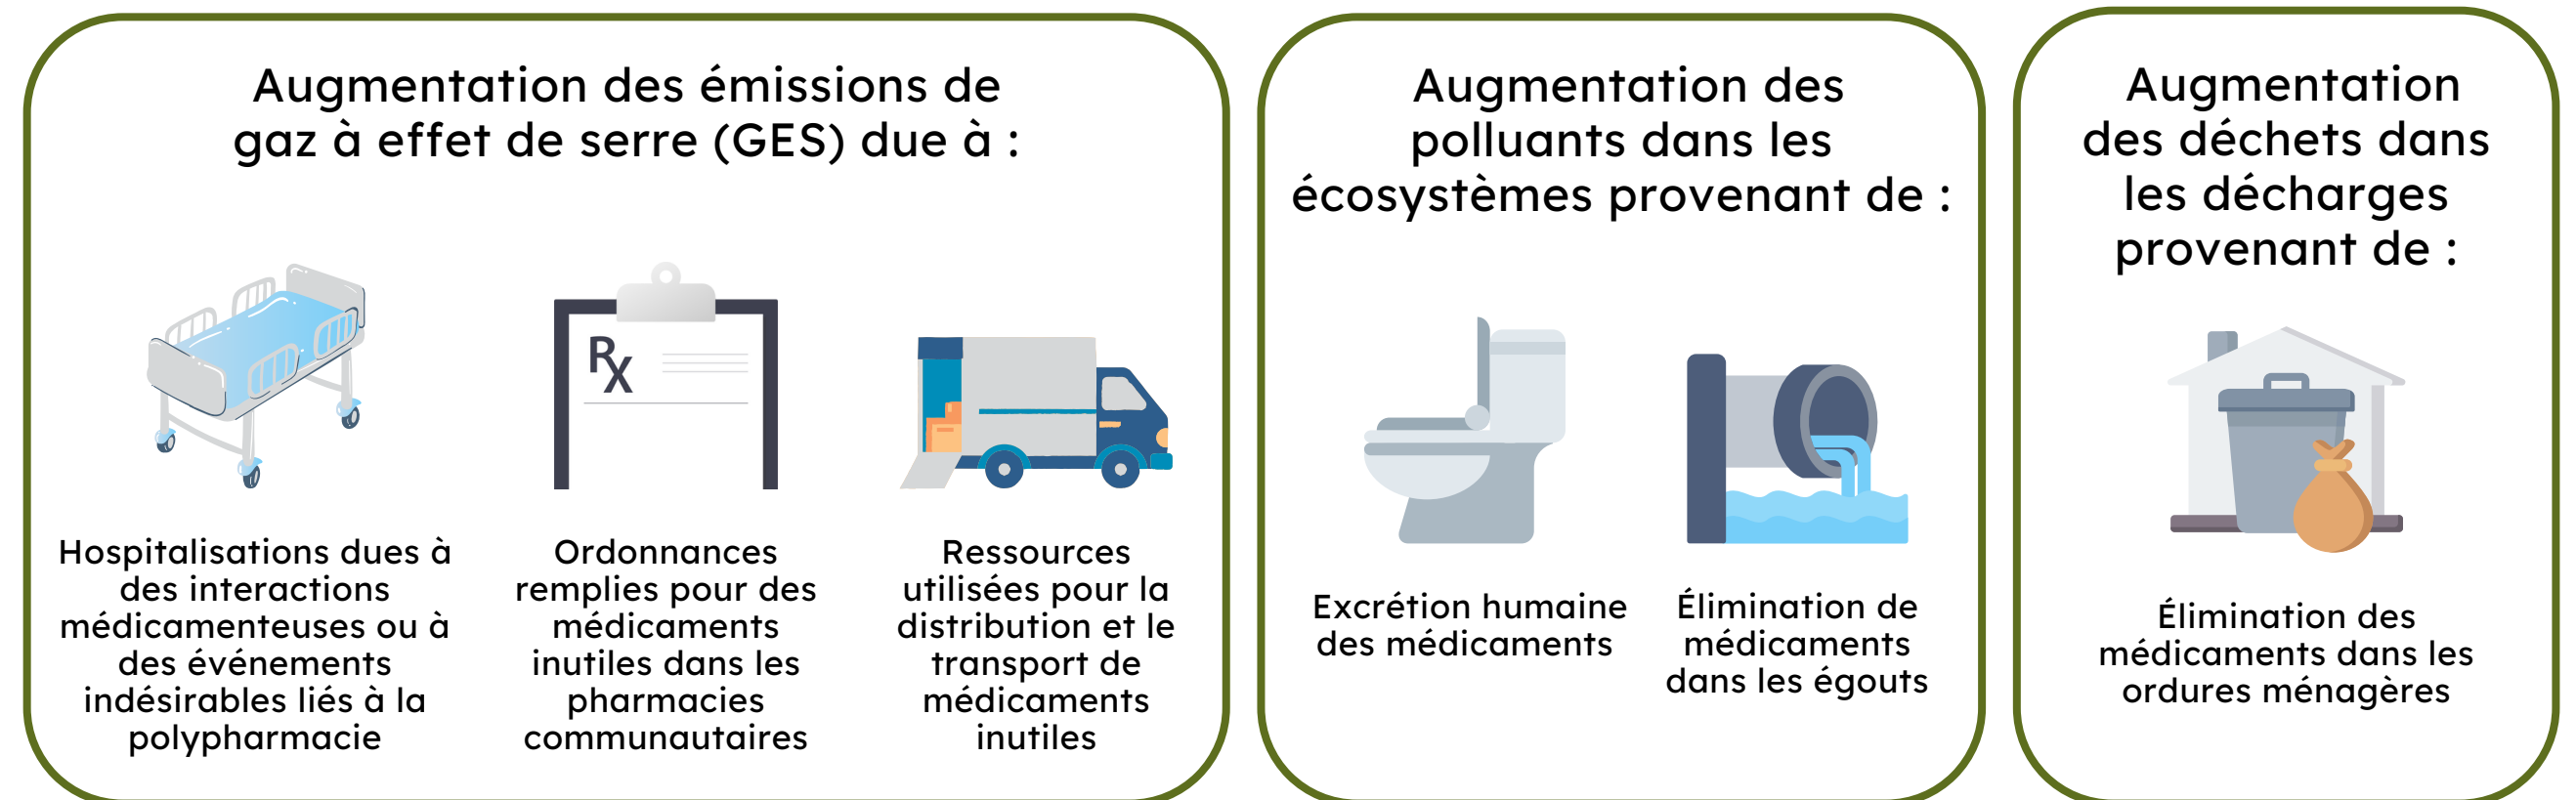 Augmentation des émissions de
gaz à effet de serre (GES) due à :
Rx
Hospitalisations dues à
des interactions
médicamenteuses ou à
des événements
indésirables liés à la
polypharmacie
Ordonnances
remplies pour des
médicaments
inutiles dans les
pharmacies
communautaires
Ressources
utilisées pour la
distribution et le
transport de
médicaments
inutiles
Augmentation des
polluants dans les
écosystèmes provenant de :
Excrétion humaine
des médicaments
Élimination de
médicaments
dans les égouts
Augmentation
des déchets dans
les décharges
provenant de :
Élimination des
médicaments dans les
ordures ménagères